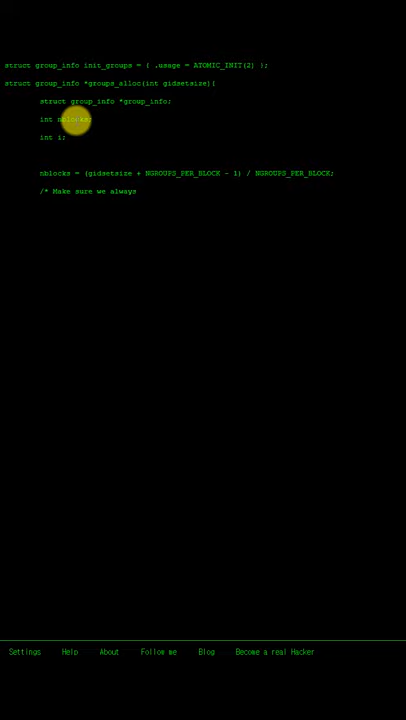 struct group_info init_groups = { .usage = ATOMIC_INIT(2) };
struct group_info *groups_alloc(int gidsetsize){
struct group_info *group_info;
int nblocks;
int i;
nblocks = (gidsetsize + NGROUPS_PER_BLOCK - 1) / NGROUPS_PER_BLOCK;
/* Make sure we always
Settings Help About Follow me Blog Become a real Hacker